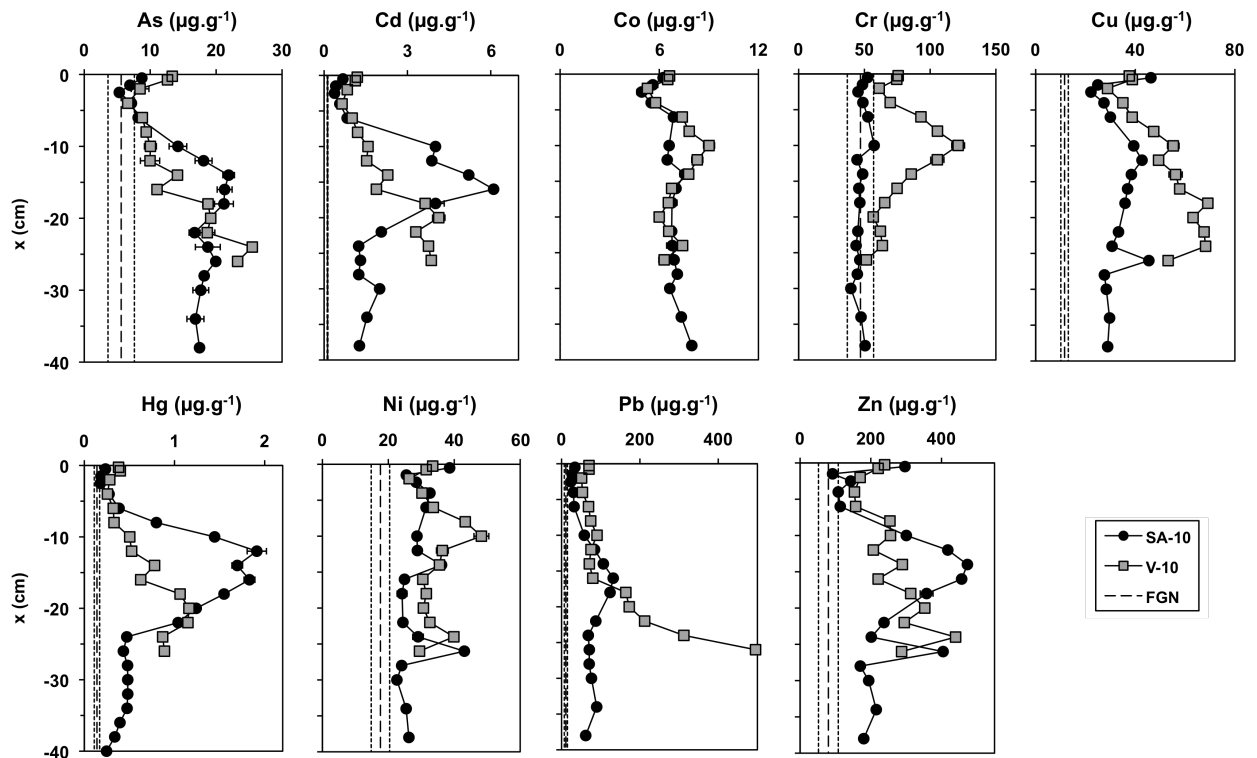 As (µg.g⁻¹) Cd (µg.g⁻¹) Co (µg.g⁻¹) Cr (µg.g⁻¹) Cu (µg.g⁻¹)
0 10 20 30 0 3 6 0 6 12 0 50 100 150 0 40 80
0
-10
-20
-30
-40
x (cm)
Hg (µg.g⁻¹) Ni (µg.g⁻¹) Pb (µg.g⁻¹) Zn (µg.g⁻¹)
0 1 2 0 20 40 60 0 200 400 0 200 400
0
-10
-20
-30
-40
x (cm)
SA-10
V-10
FGN